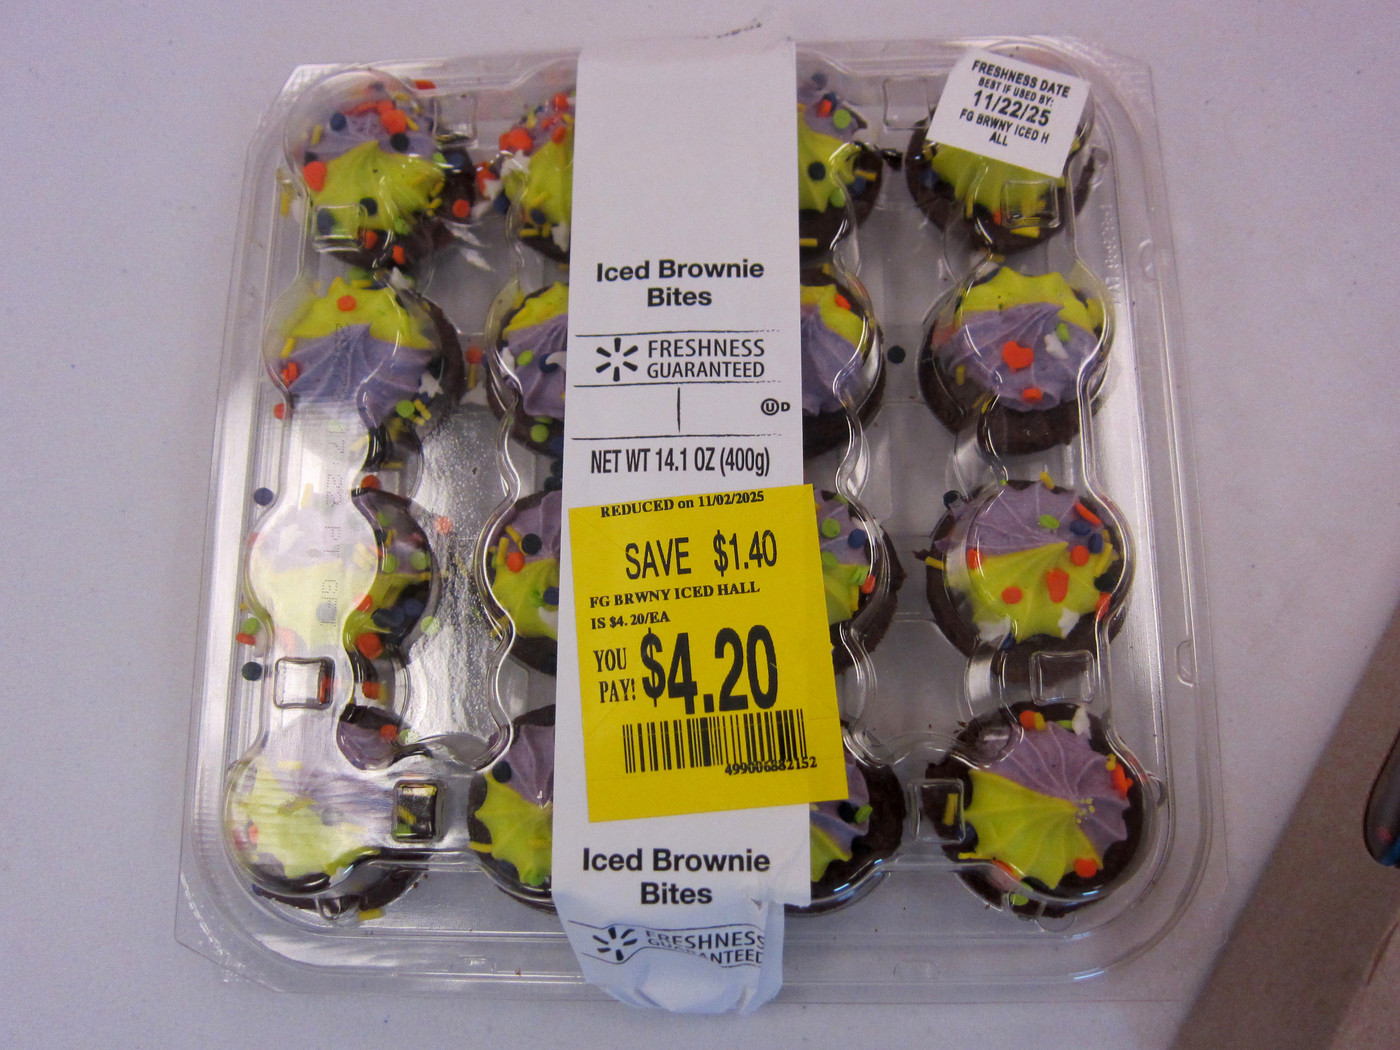 FRESHNESS DATE
BEST IF USED BY:
11/22/25
FG BRWNY ICED H
ALL
Iced Brownie
Bites
FRESHNESS
GUARANTEED
UD
NET WT 14.1 OZ (400g)
REDUCED on 11/02/2025
SAVE $1.40
FG BRWNY ICED HALL
IS $4.20/EA
YOU
PAY! $4.20
499006882152
Iced Brownie
Bites
FRESHNESS
GUARANTEED